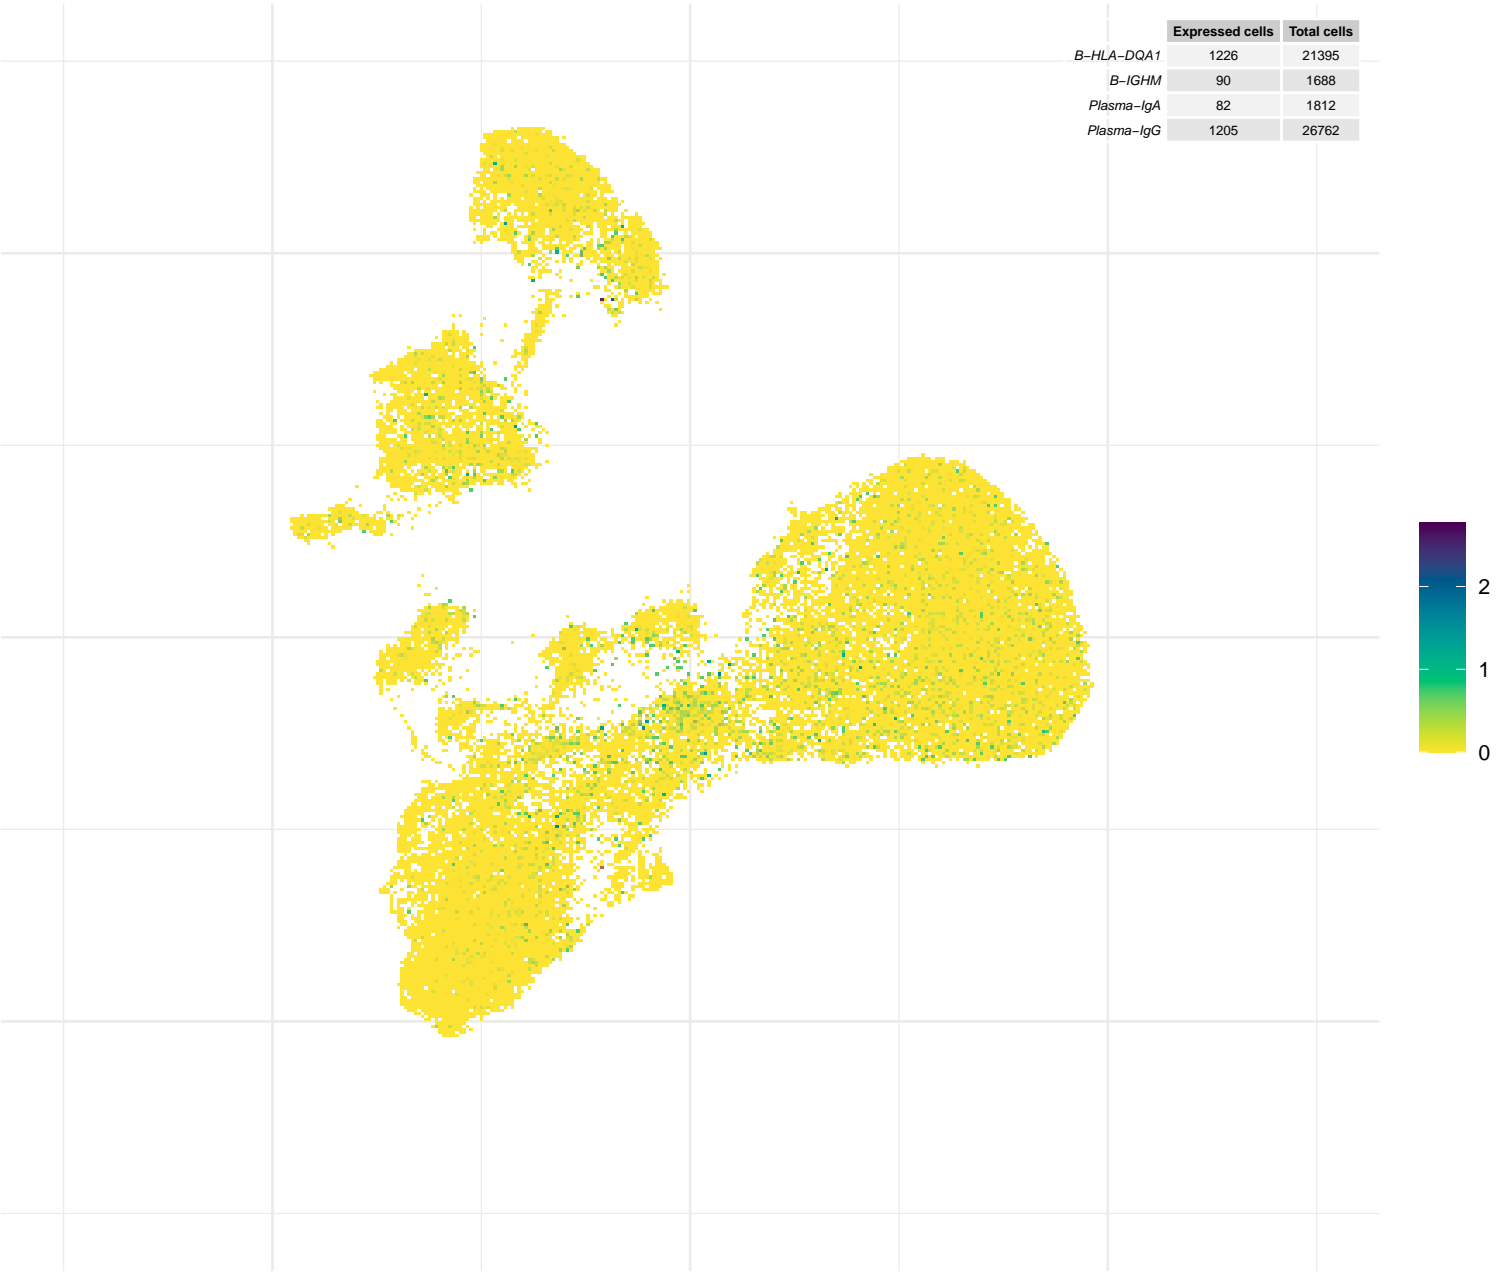 Expressed cells Total cells
B−HLA−DQA1 1226 21395
B−IGHM 90 1688
Plasma−IgA 82 1812
Plasma−IgG 1205 26762
2
1
0